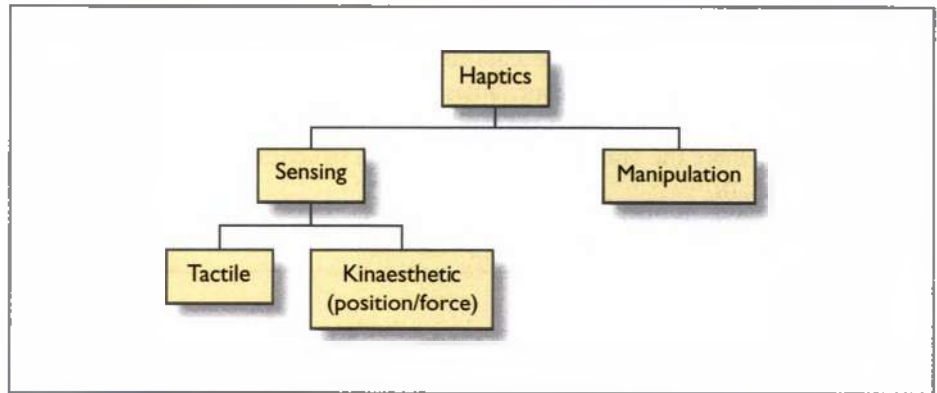 Haptics
Sensing
Manipulation
Tactile
Kinaesthetic
(position/force)